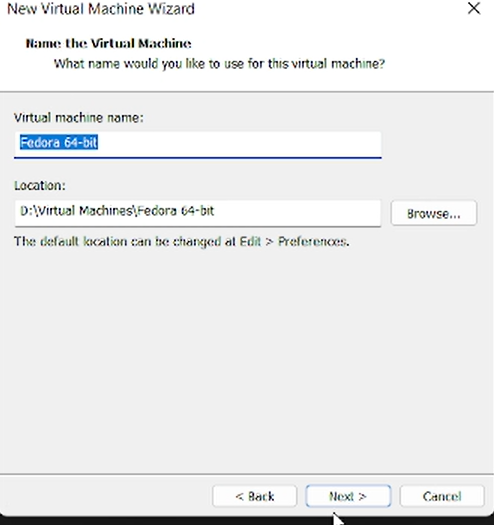 New Virtual Machine Wizard
Name the Virtual Machine
What name would you like to use for this virtual machine?
Virtual machine name:
Fedora 64-bit
Location:
D:\Virtual Machines\Fedora 64-bit
Browse...
The default location can be changed at Edit > Preferences.
< Back Next > Cancel